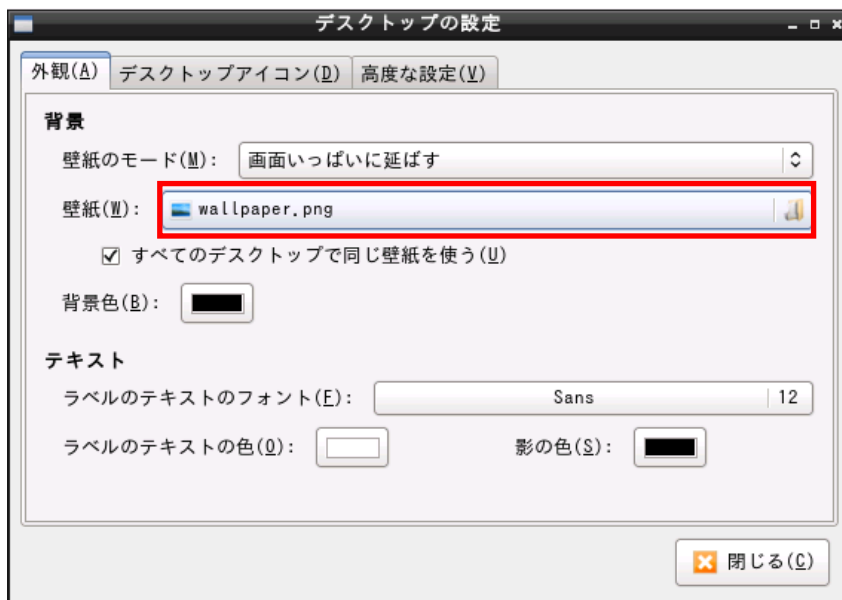 デスクトップの設定
外観(A) デスクトップアイコン(D) 高度な設定(V)
背景
壁紙のモード(M): 画面いっぱいに延ばす
壁紙(W): wallpaper.png
すべてのデスクトップで同じ壁紙を使う(U)
背景色(B):
テキスト
ラベルのテキストのフォント(F): Sans 12
ラベルのテキストの色(O): 影の色(S):
閉じる(C)